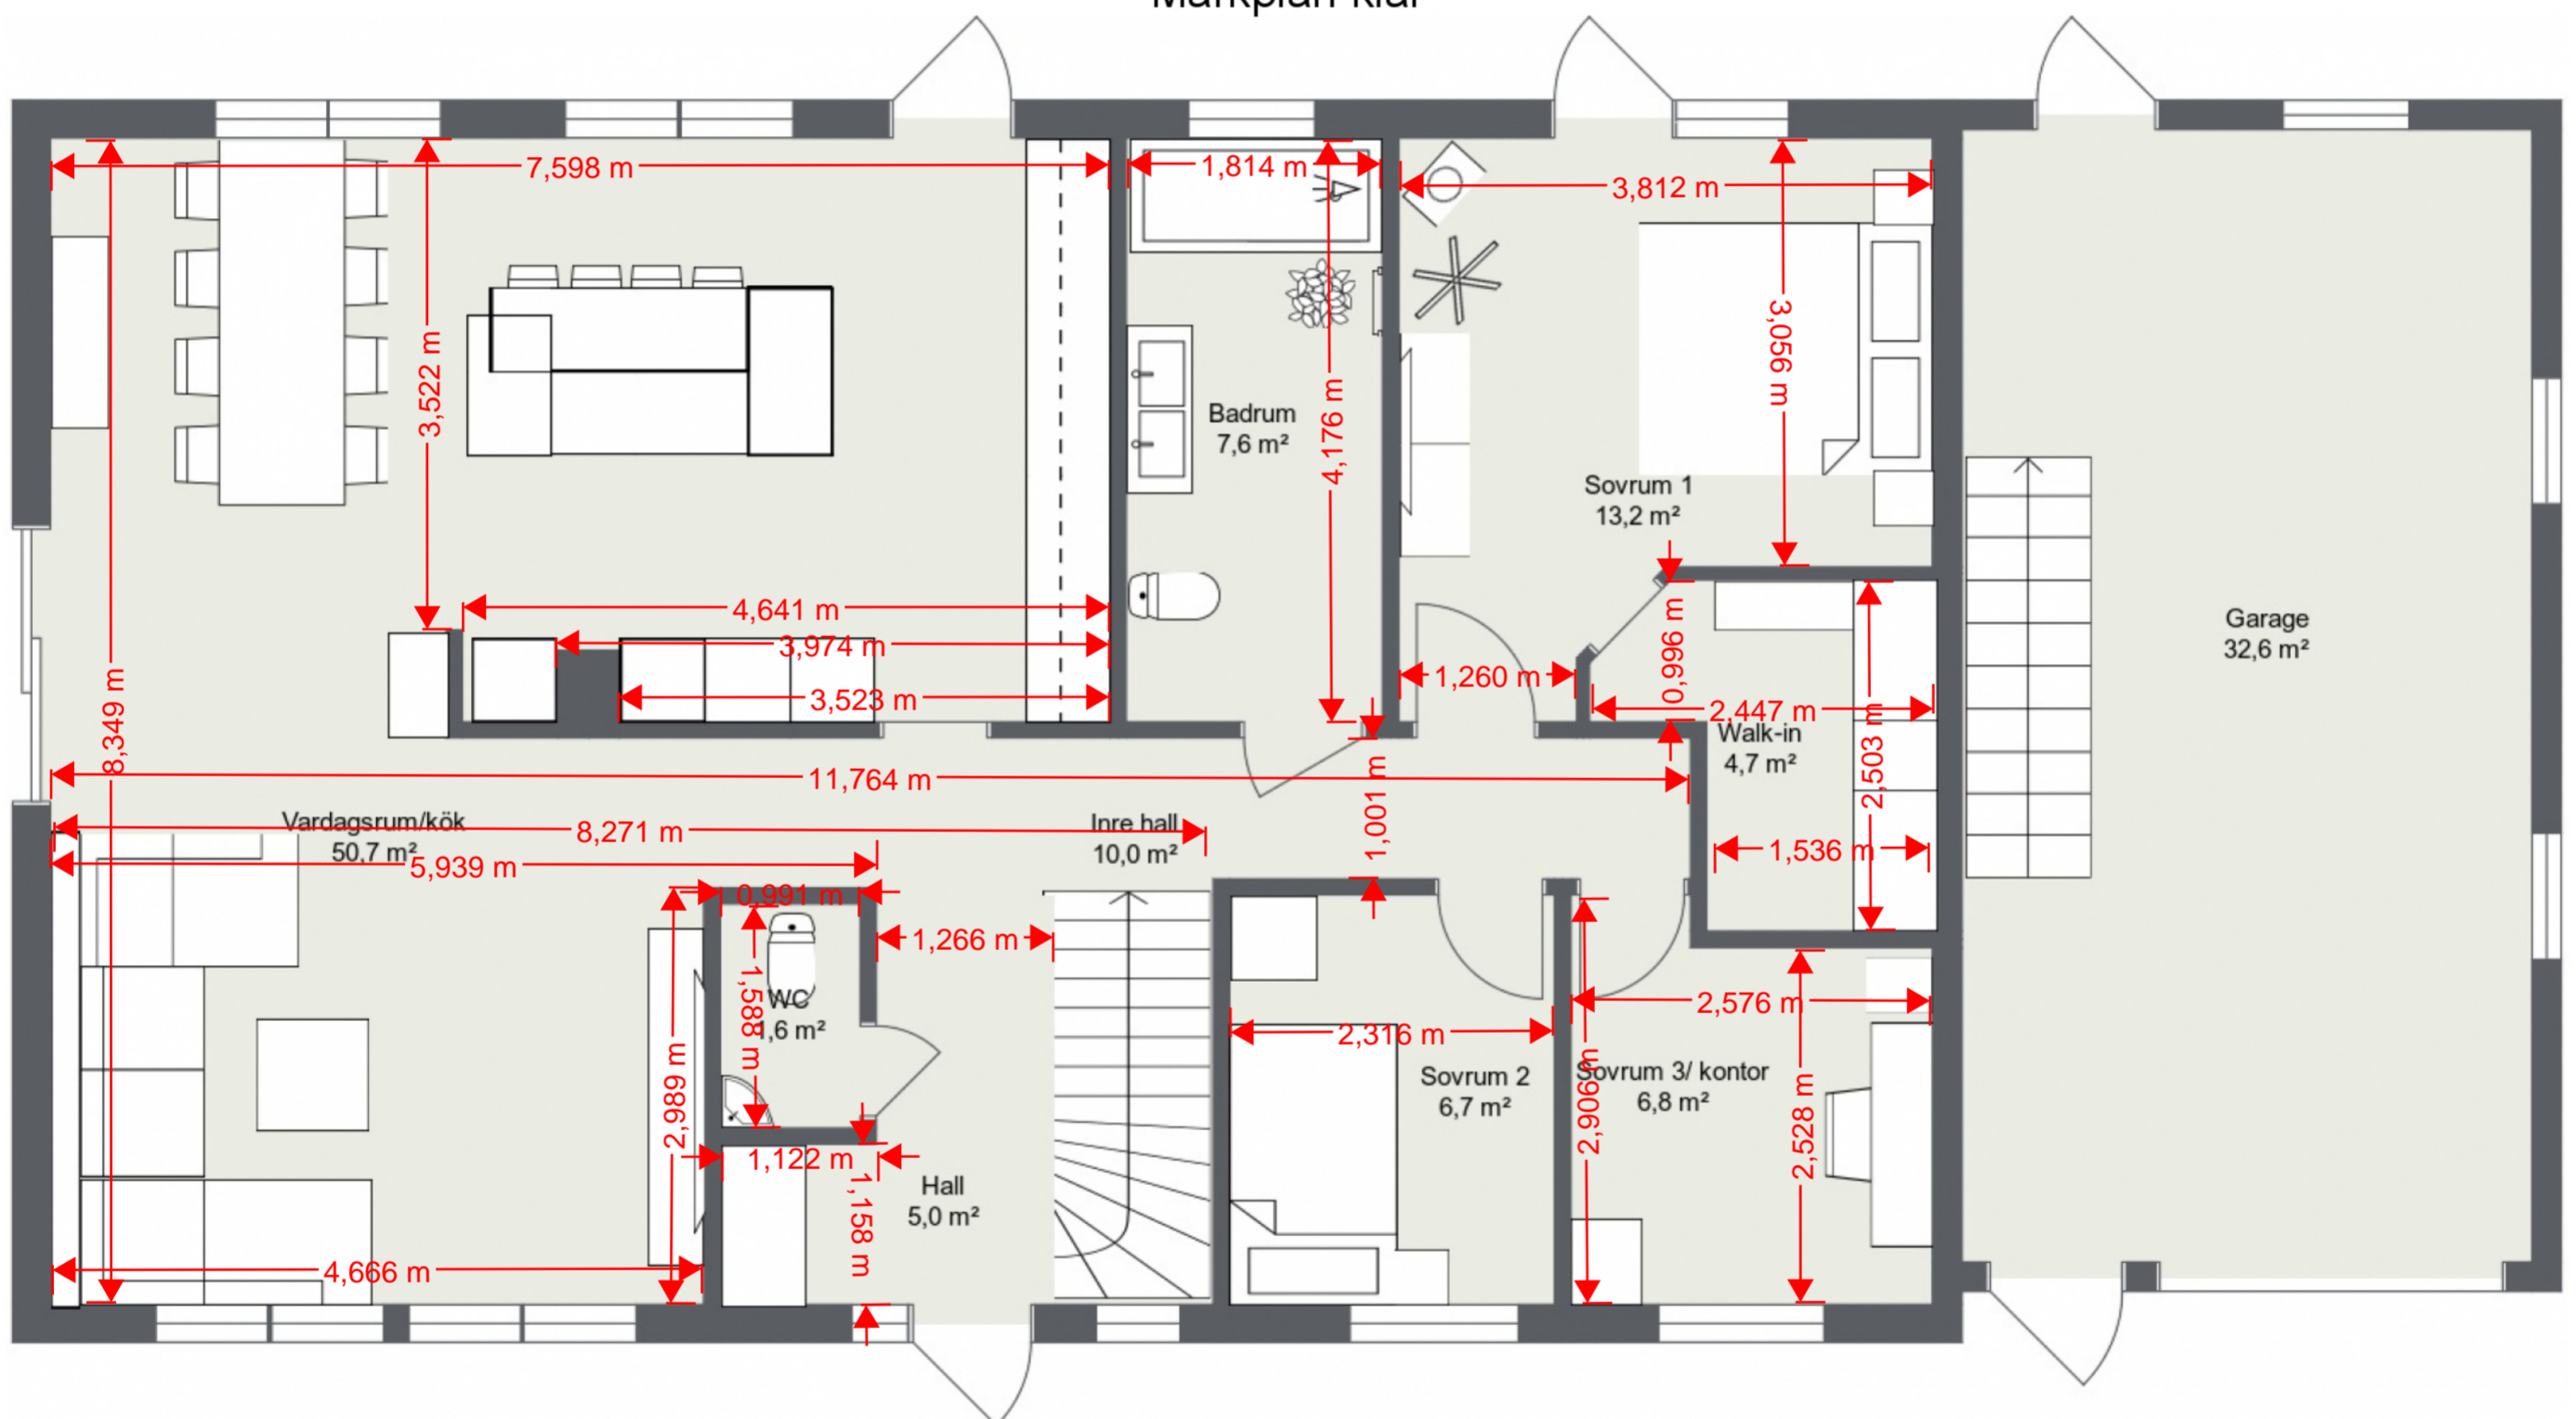 Markplan klar
7,598 m
1,814 m
3,812 m
3,522 m
3,056 m
Badrum
7,6 m²
4,176 m
Sovrum 1
13,2 m²
4,641 m
3,974 m
3,523 m
1,260 m
0,996 m
2,447 m
Walk-in
4,7 m²
2,503 m
1,536 m
Garage
32,6 m²
8,349 m
11,764 m
Vardagsrum/kök
50,7 m²
8,271 m
5,939 m
Inre hall
10,0 m²
1,001 m
0,991 m
1,266 m
WC
1,6 m²
1,588 m
2,989 m
1,122 m
1,158 m
Hall
5,0 m²
4,666 m
2,316 m
Sovrum 2
6,7 m²
2,576 m
Sovrum 3/ kontor
6,8 m²
2,906 m
2,528 m